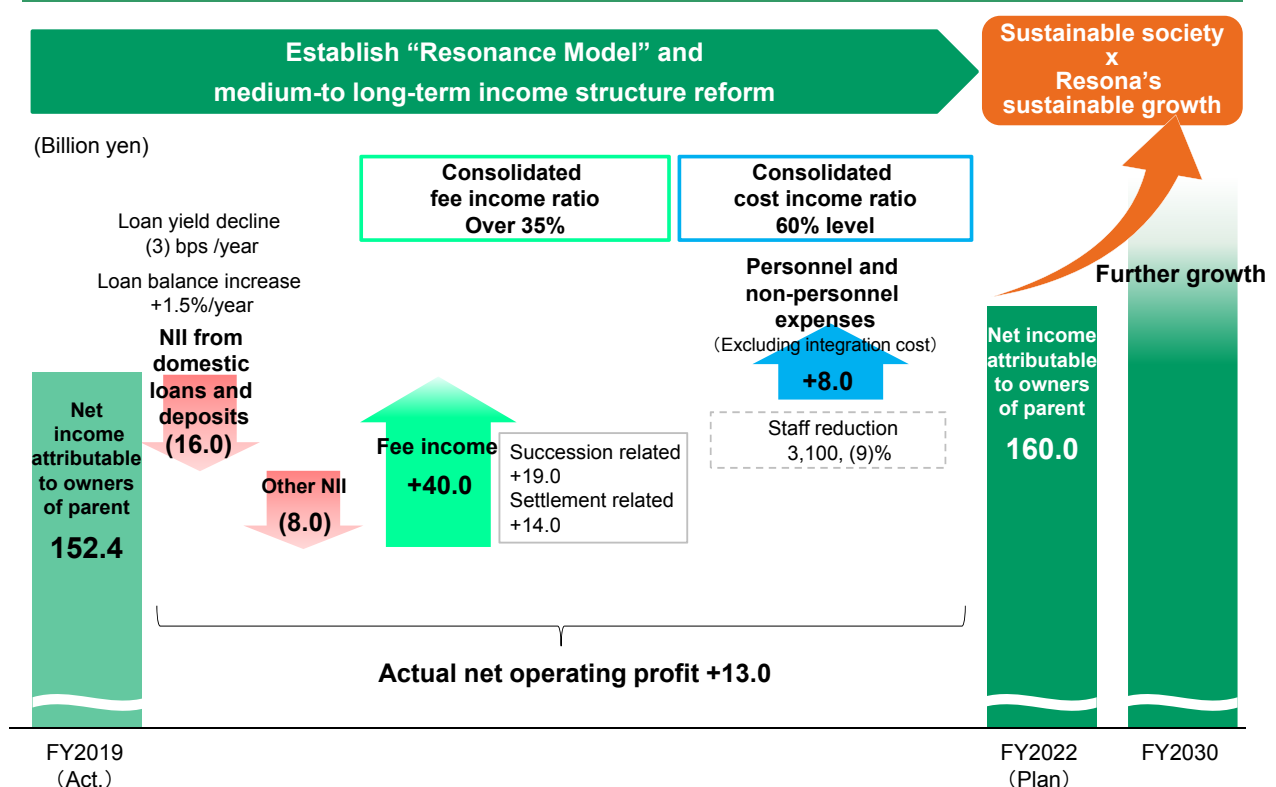 Establish “Resonance Model” and
medium-to long-term income structure reform
Sustainable society
x
Resona’s
sustainable growth
(Billion yen)
Consolidated
fee income ratio
Over 35%
Consolidated
cost income ratio
60% level
Loan yield decline
(3) bps /year
Loan balance increase
+1.5%/year
NII from
domestic
loans and
deposits
(16.0)
Personnel and
non-personnel
expenses
（Excluding integration cost）
+8.0
Further growth
Net
income
attributable
to owners
of parent
152.4
Other NII
(8.0)
Fee income
+40.0
Succession related
+19.0
Settlement related
+14.0
Staff reduction
3,100, (9)%
Net income
attributable
to owners
of parent
160.0
Actual net operating profit +13.0
FY2019
（Act.）
FY2022
（Plan）
FY2030